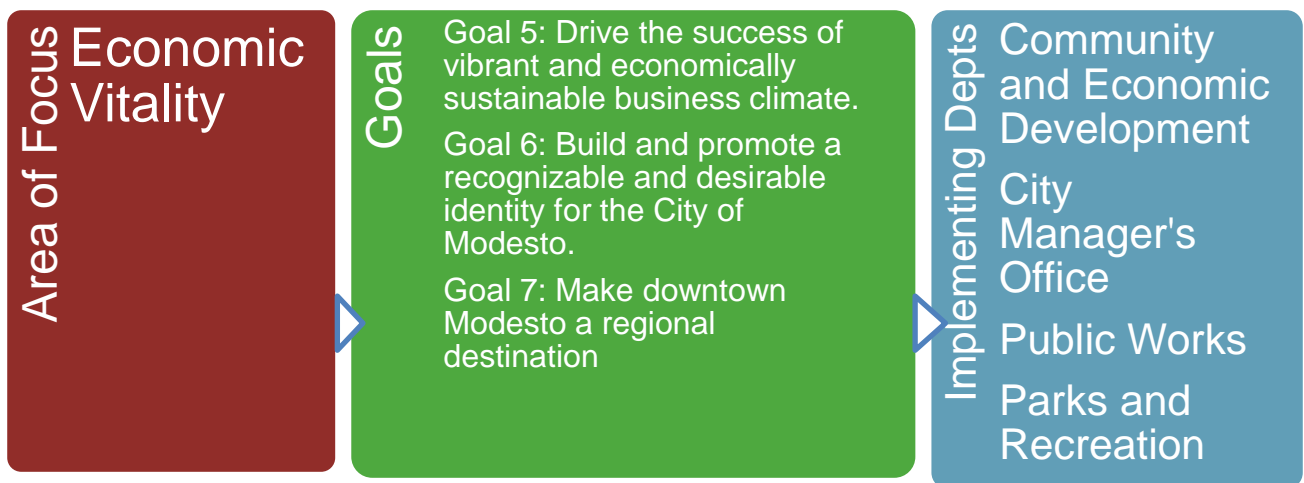 Area of Focus
Economic
Vitality
Goals
Goal 5: Drive the success of
vibrant and economically
sustainable business climate.
Goal 6: Build and promote a
recognizable and desirable
identity for the City of
Modesto.
Goal 7: Make downtown
Modesto a regional
destination
Implementing Depts
Community
and Economic
Development
City
Manager's
Office
Public Works
Parks and
Recreation